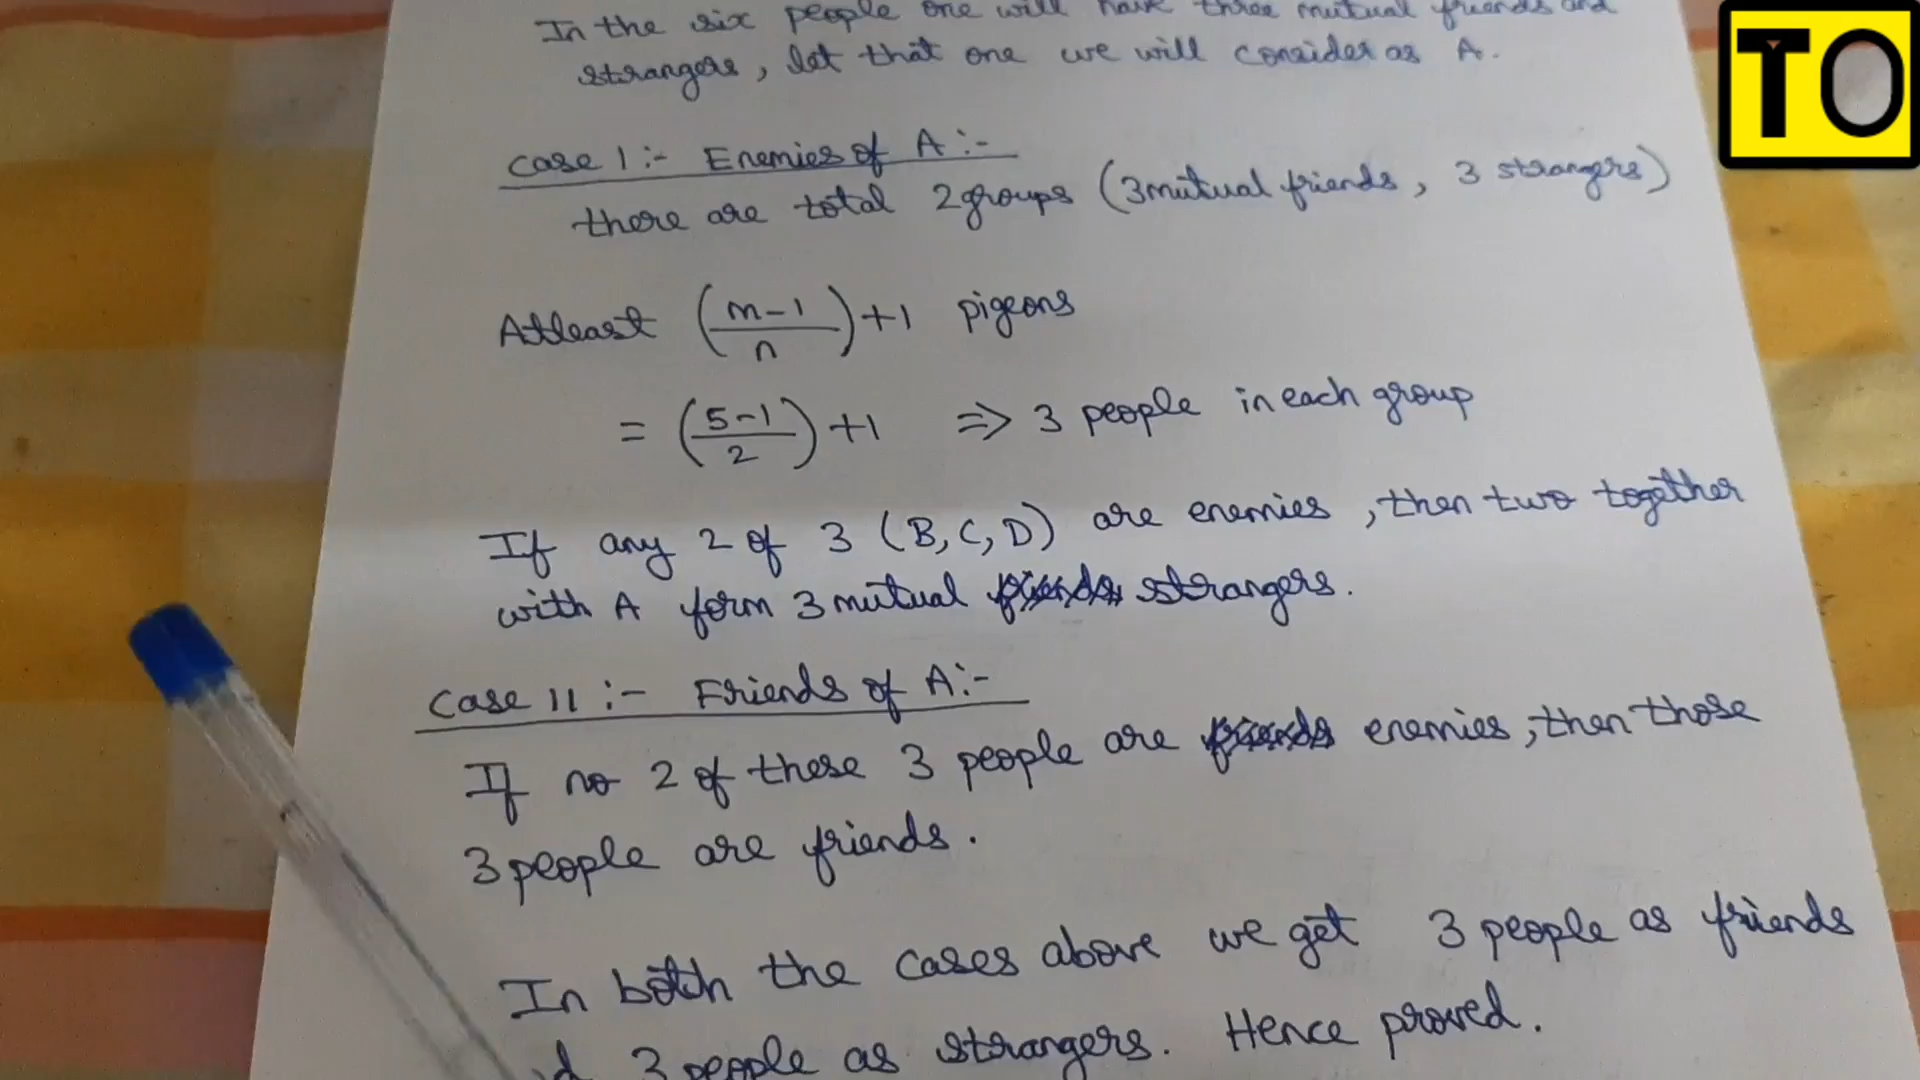 In the six people one will have three mutual friends and
strangers, let that one we will consider as A.
TO
Case I :- Enemies of A :-
there are total 2 groups (3 mutual friends, 3 strangers)
Atleast (m-1/n)+1 pigeons
= (5-1/2)+1 => 3 people in each group
If any 2 of 3 (B, C, D) are enemies, then two together
with A form 3 mutual friends strangers.
Case II :- Friends of A :-
If no 2 of these 3 people are friends enemies, then those
3 people are friends.
In both the cases above we get 3 people as friends
3 people as strangers. Hence proved.